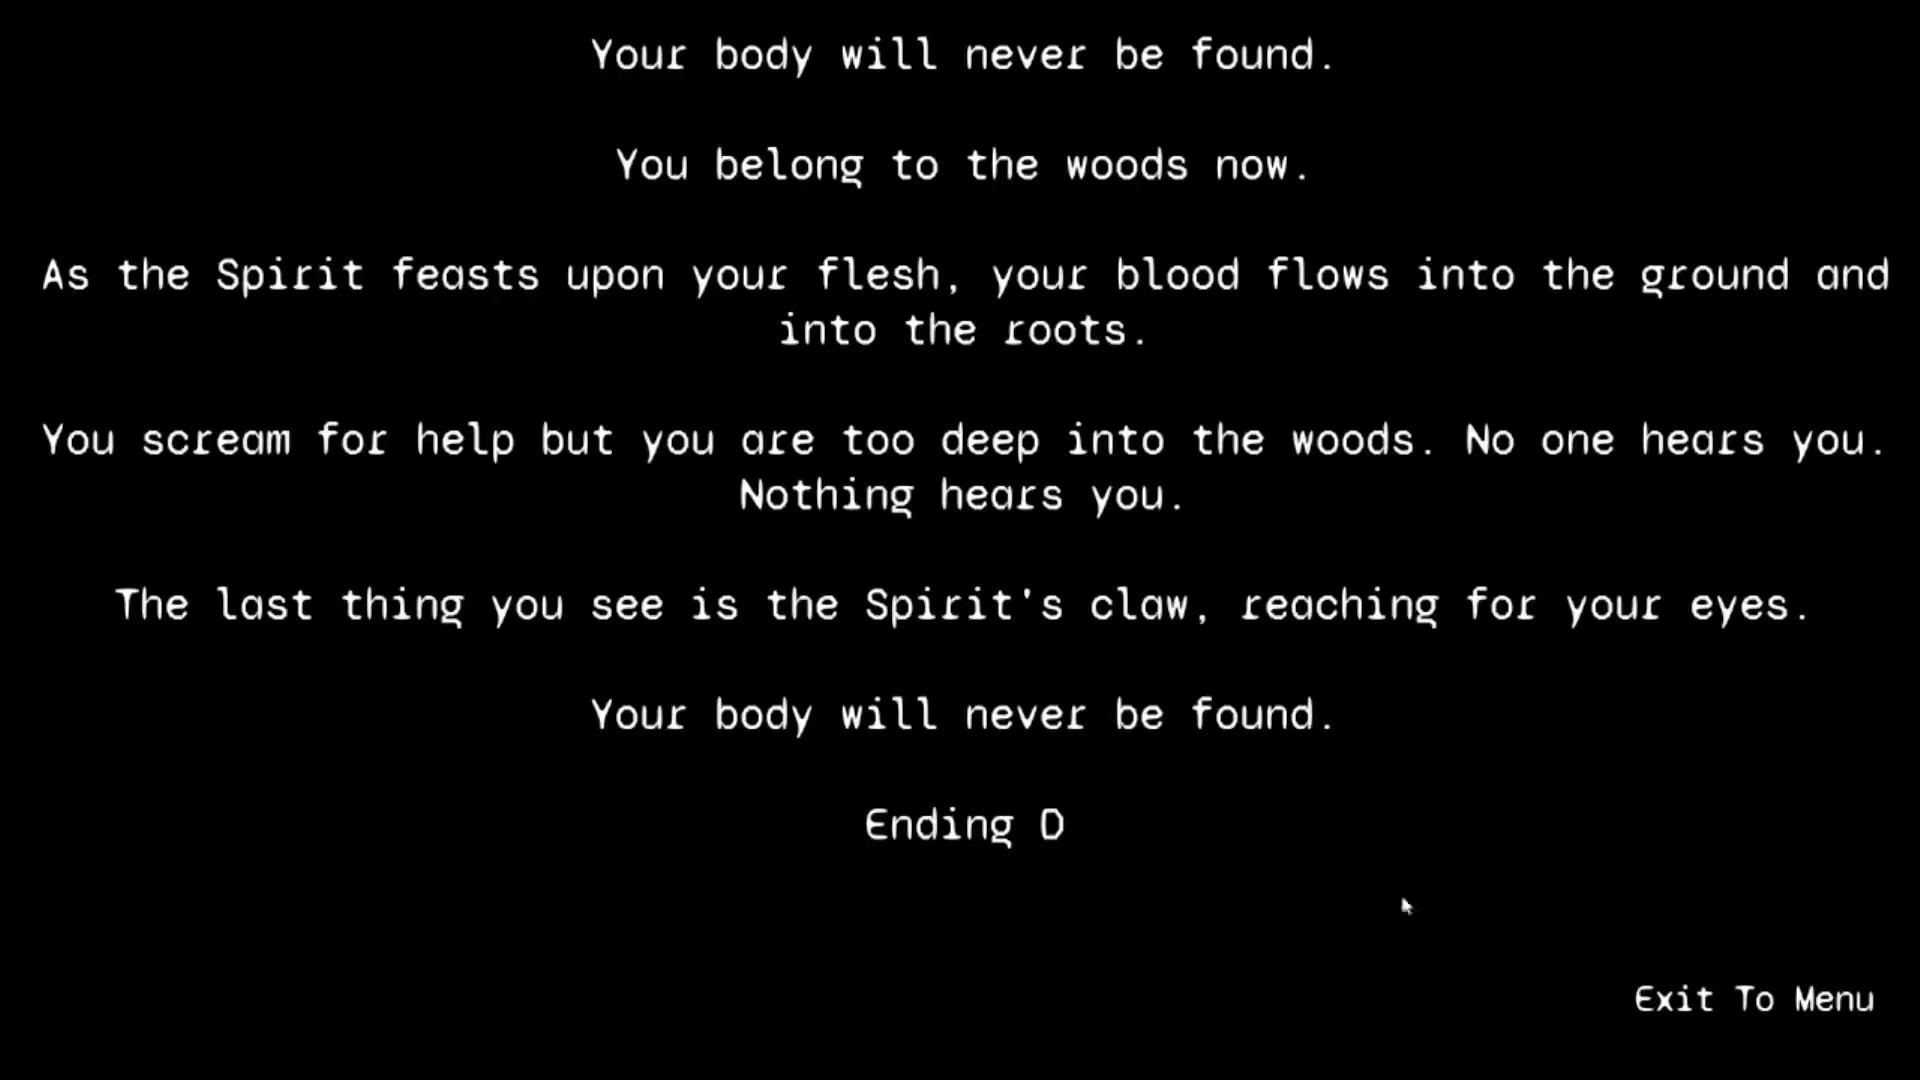 Your body will never be found.
You belong to the woods now.
As the Spirit feasts upon your flesh, your blood flows into the ground and
into the roots.
You scream for help but you are too deep into the woods. No one hears you.
Nothing hears you.
The last thing you see is the Spirit's claw, reaching for your eyes.
Your body will never be found.
Ending D
Exit To Menu